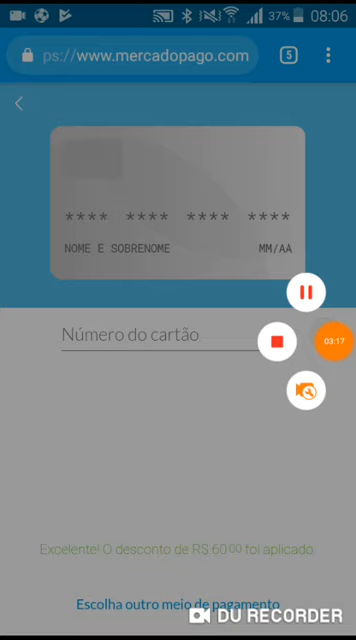 37% 08:06
ps://www.mercadopago.com 5
**** **** **** ****
NOME E SOBRENOME MM/AA
Número do cartão
03:17
Excelente! O desconto de R$ 60 00 foi aplicado.
Escolha outro meio de pagamento
DU RECORDER